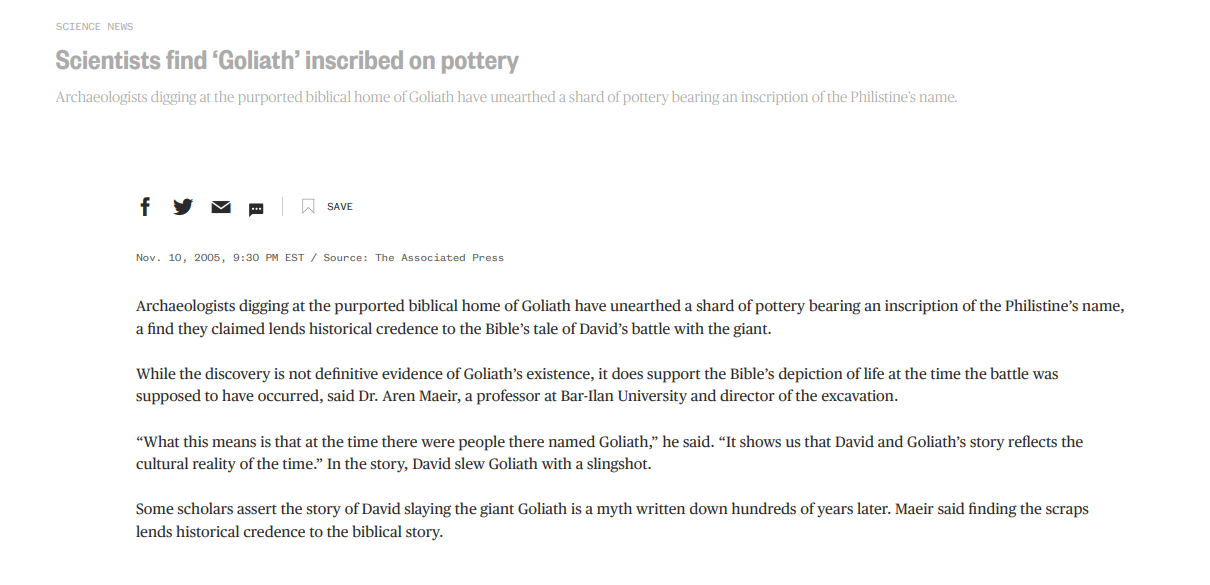 SCIENCE NEWS
Scientists find ‘Goliath’ inscribed on pottery
Archaeologists digging at the purported biblical home of Goliath have unearthed a shard of pottery bearing an inscription of the Philistine’s name.
SAVE
Nov. 10, 2005, 9:30 PM EST / Source: The Associated Press
Archaeologists digging at the purported biblical home of Goliath have unearthed a shard of pottery bearing an inscription of the Philistine’s name,
a find they claimed lends historical credence to the Bible’s tale of David’s battle with the giant.
While the discovery is not definitive evidence of Goliath’s existence, it does support the Bible’s depiction of life at the time the battle was
supposed to have occurred, said Dr. Aren Maeir, a professor at Bar-Ilan University and director of the excavation.
“What this means is that at the time there were people there named Goliath,” he said. “It shows us that David and Goliath’s story reflects the
cultural reality of the time.” In the story, David slew Goliath with a slingshot.
Some scholars assert the story of David slaying the giant Goliath is a myth written down hundreds of years later. Maeir said finding the scraps
lends historical credence to the biblical story.